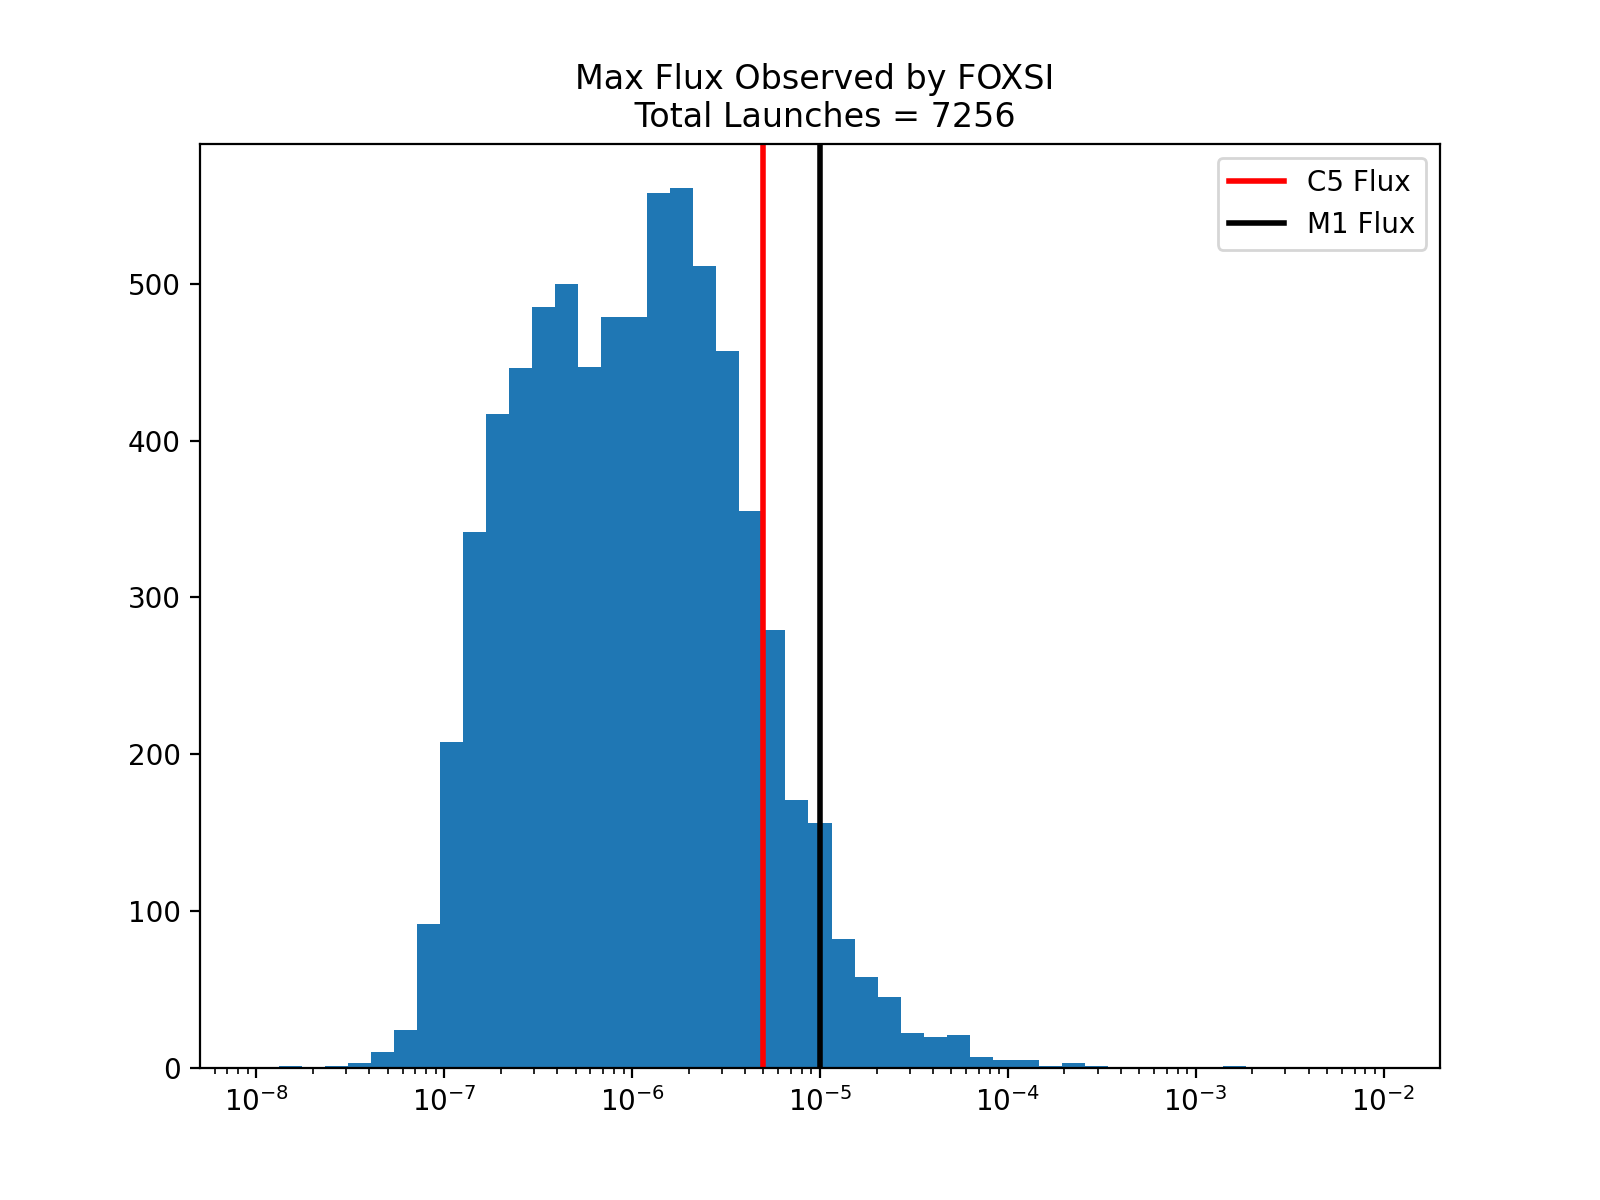 Max Flux Observed by FOXSI
Total Launches = 7256
C5 Flux
M1 Flux
500
400
300
200
100
0
10⁻⁸ 10⁻⁷ 10⁻⁶ 10⁻⁵ 10⁻⁴ 10⁻³ 10⁻²